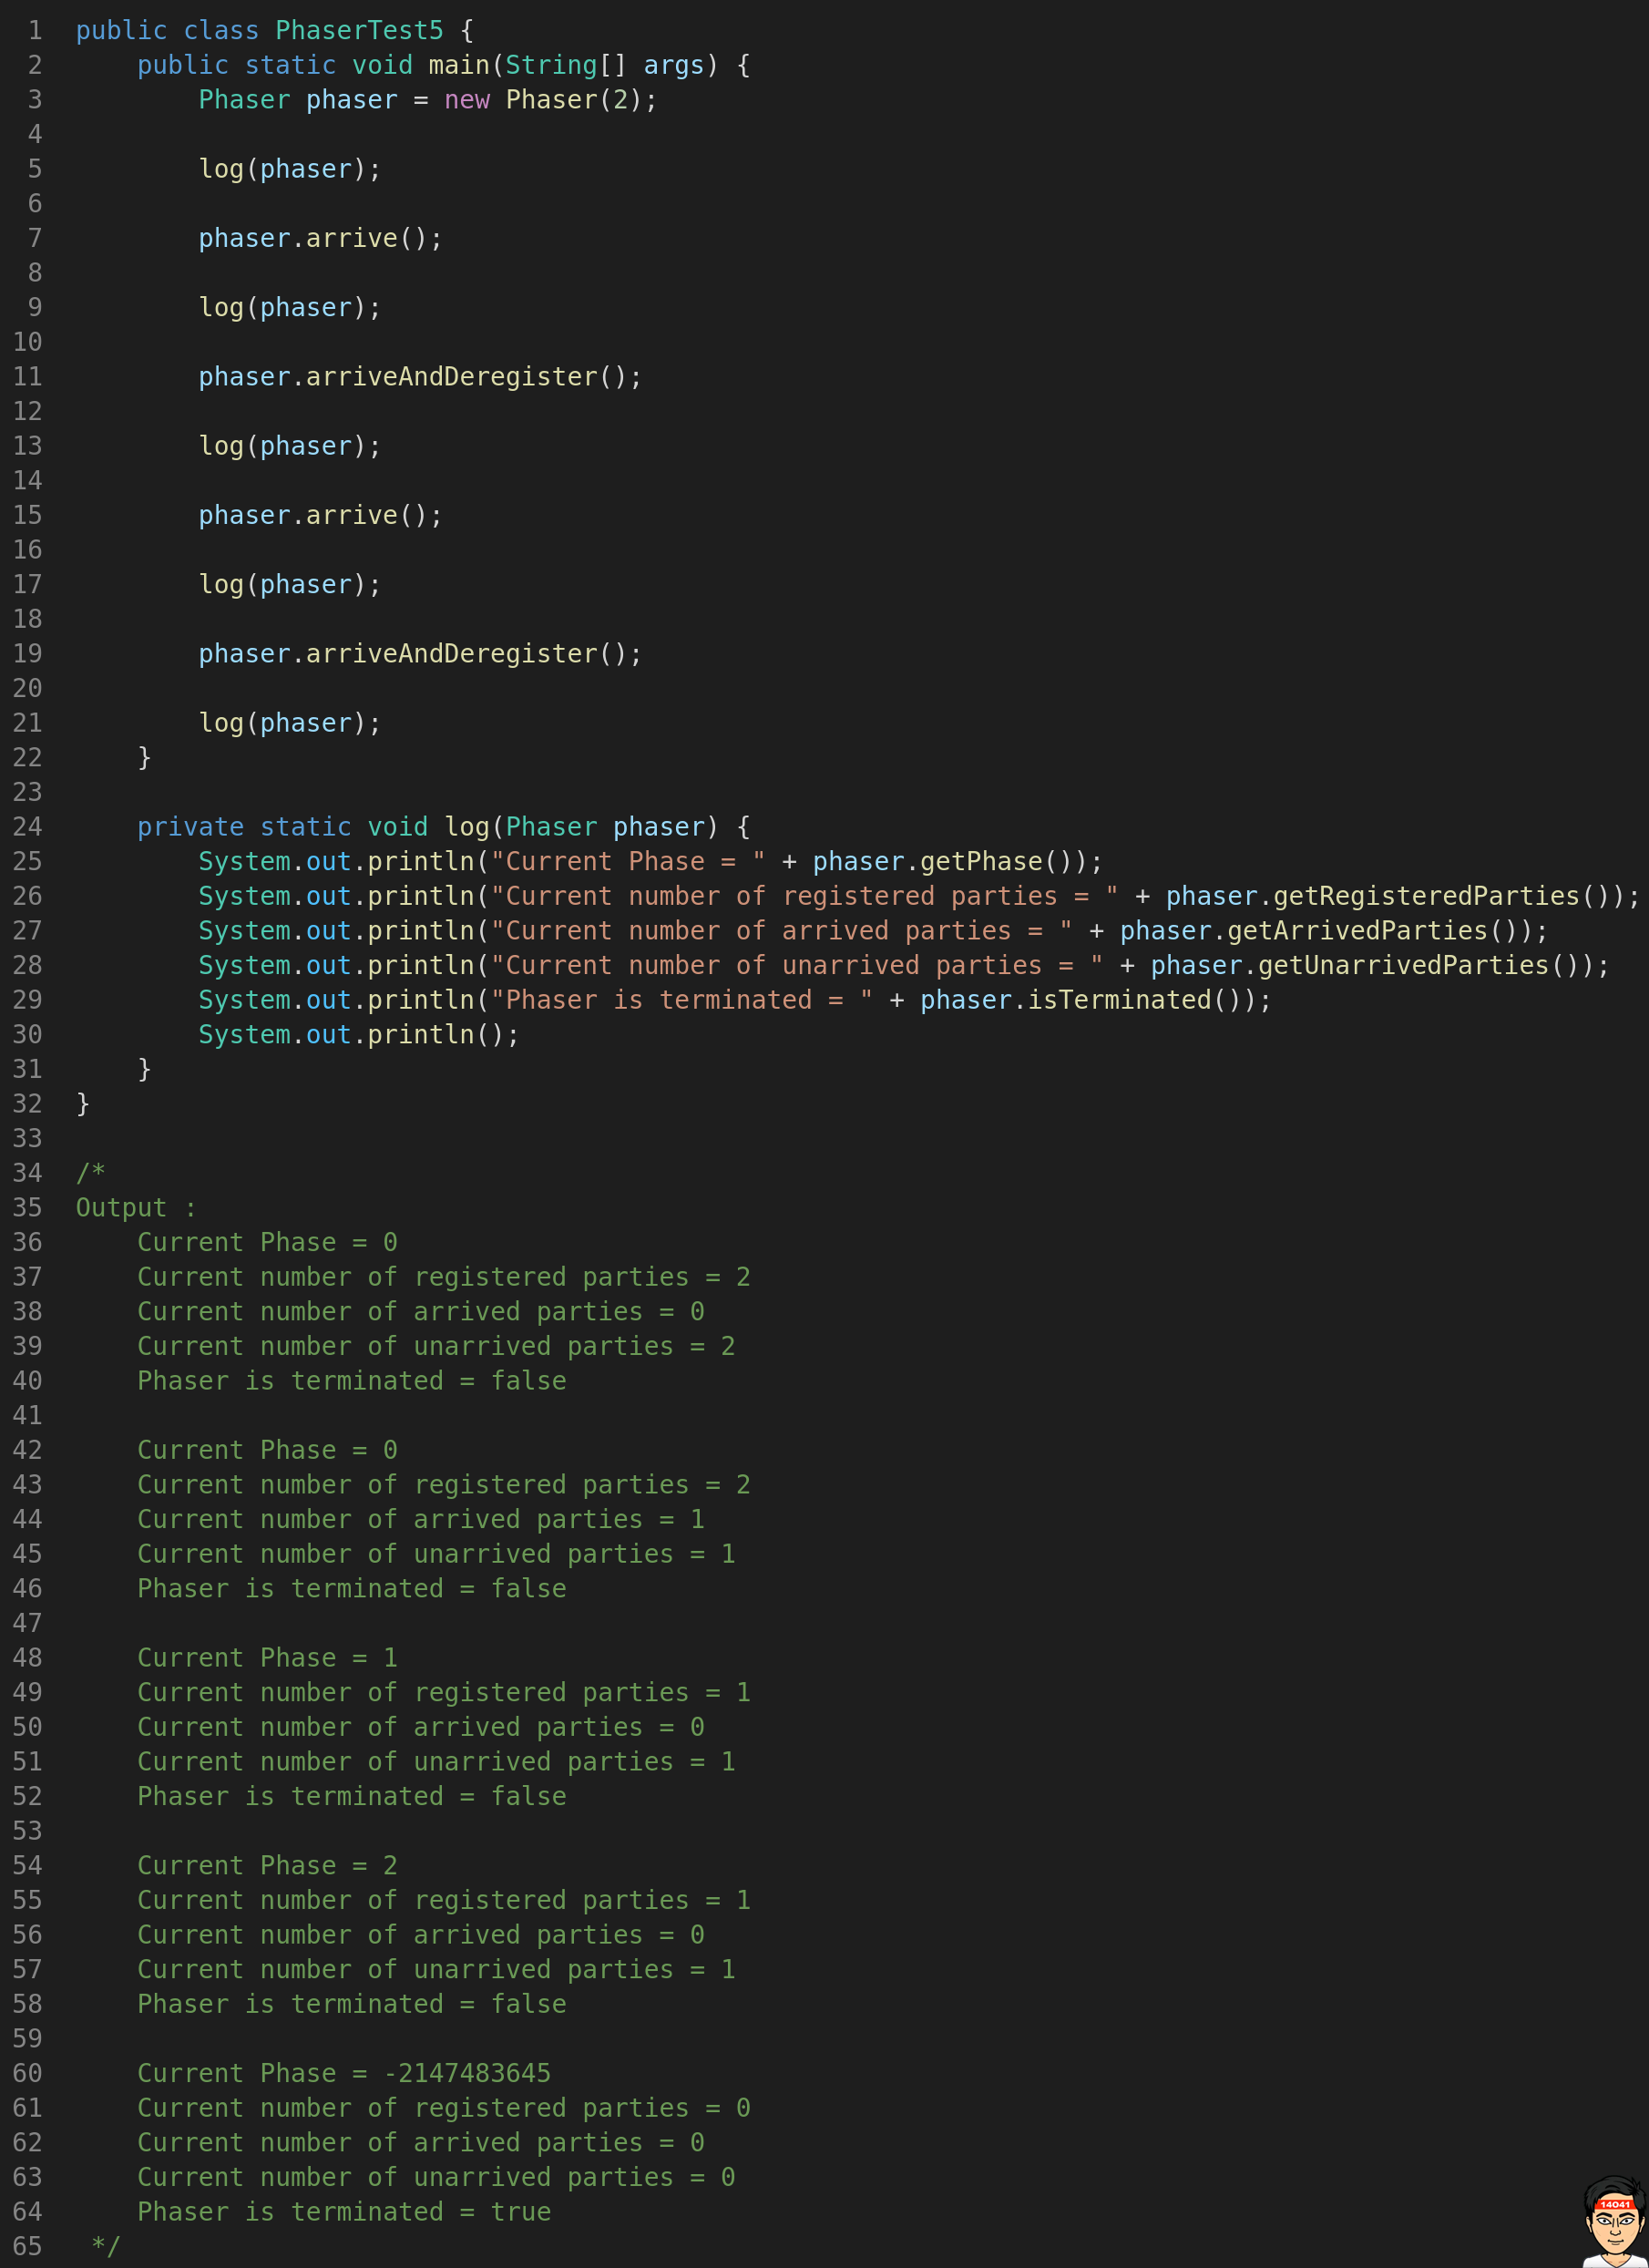 1 public class PhaserTest5 {
2     public static void main(String[] args) {
3         Phaser phaser = new Phaser(2);
4
5         log(phaser);
6
7         phaser.arrive();
8
9         log(phaser);
10
11         phaser.arriveAndDeregister();
12
13         log(phaser);
14
15         phaser.arrive();
16
17         log(phaser);
18
19         phaser.arriveAndDeregister();
20
21         log(phaser);
22     }
23
24     private static void log(Phaser phaser) {
25         System.out.println("Current Phase = " + phaser.getPhase());
26         System.out.println("Current number of registered parties = " + phaser.getRegisteredParties());
27         System.out.println("Current number of arrived parties = " + phaser.getArrivedParties());
28         System.out.println("Current number of unarrived parties = " + phaser.getUnarrivedParties());
29         System.out.println("Phaser is terminated = " + phaser.isTerminated());
30         System.out.println();
31     }
32 }
33
34 /*
35 Output :
36     Current Phase = 0
37     Current number of registered parties = 2
38     Current number of arrived parties = 0
39     Current number of unarrived parties = 2
40     Phaser is terminated = false
41
42     Current Phase = 0
43     Current number of registered parties = 2
44     Current number of arrived parties = 1
45     Current number of unarrived parties = 1
46     Phaser is terminated = false
47
48     Current Phase = 1
49     Current number of registered parties = 1
50     Current number of arrived parties = 0
51     Current number of unarrived parties = 1
52     Phaser is terminated = false
53
54     Current Phase = 2
55     Current number of registered parties = 1
56     Current number of arrived parties = 0
57     Current number of unarrived parties = 1
58     Phaser is terminated = false
59
60     Current Phase = -2147483645
61     Current number of registered parties = 0
62     Current number of arrived parties = 0
63     Current number of unarrived parties = 0
64     Phaser is terminated = true
65  */
14041